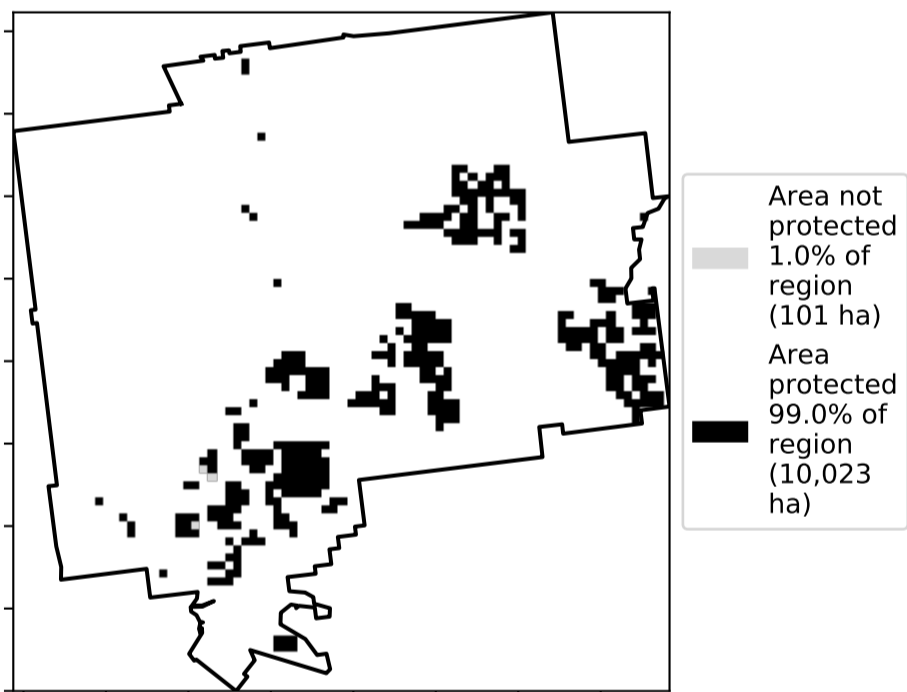 Area not
protected
1.0% of
region
(101 ha)
Area
protected
99.0% of
region
(10,023
ha)